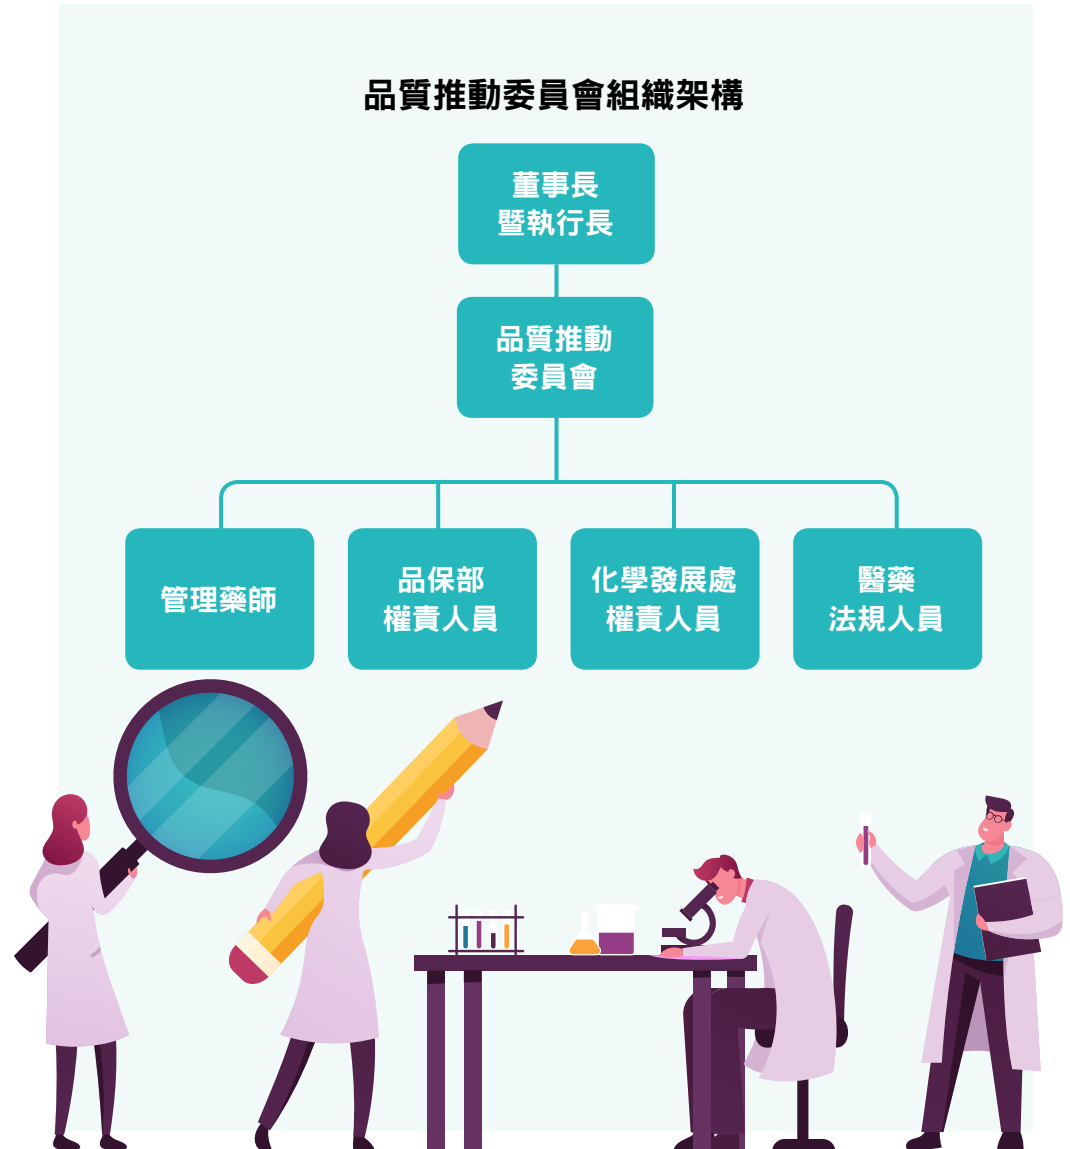 品質推動委員會組織架構
董事長
暨執行長
品質推動
委員會
管理藥師
品保部
權責人員
化學發展處
權責人員
醫藥
法規人員